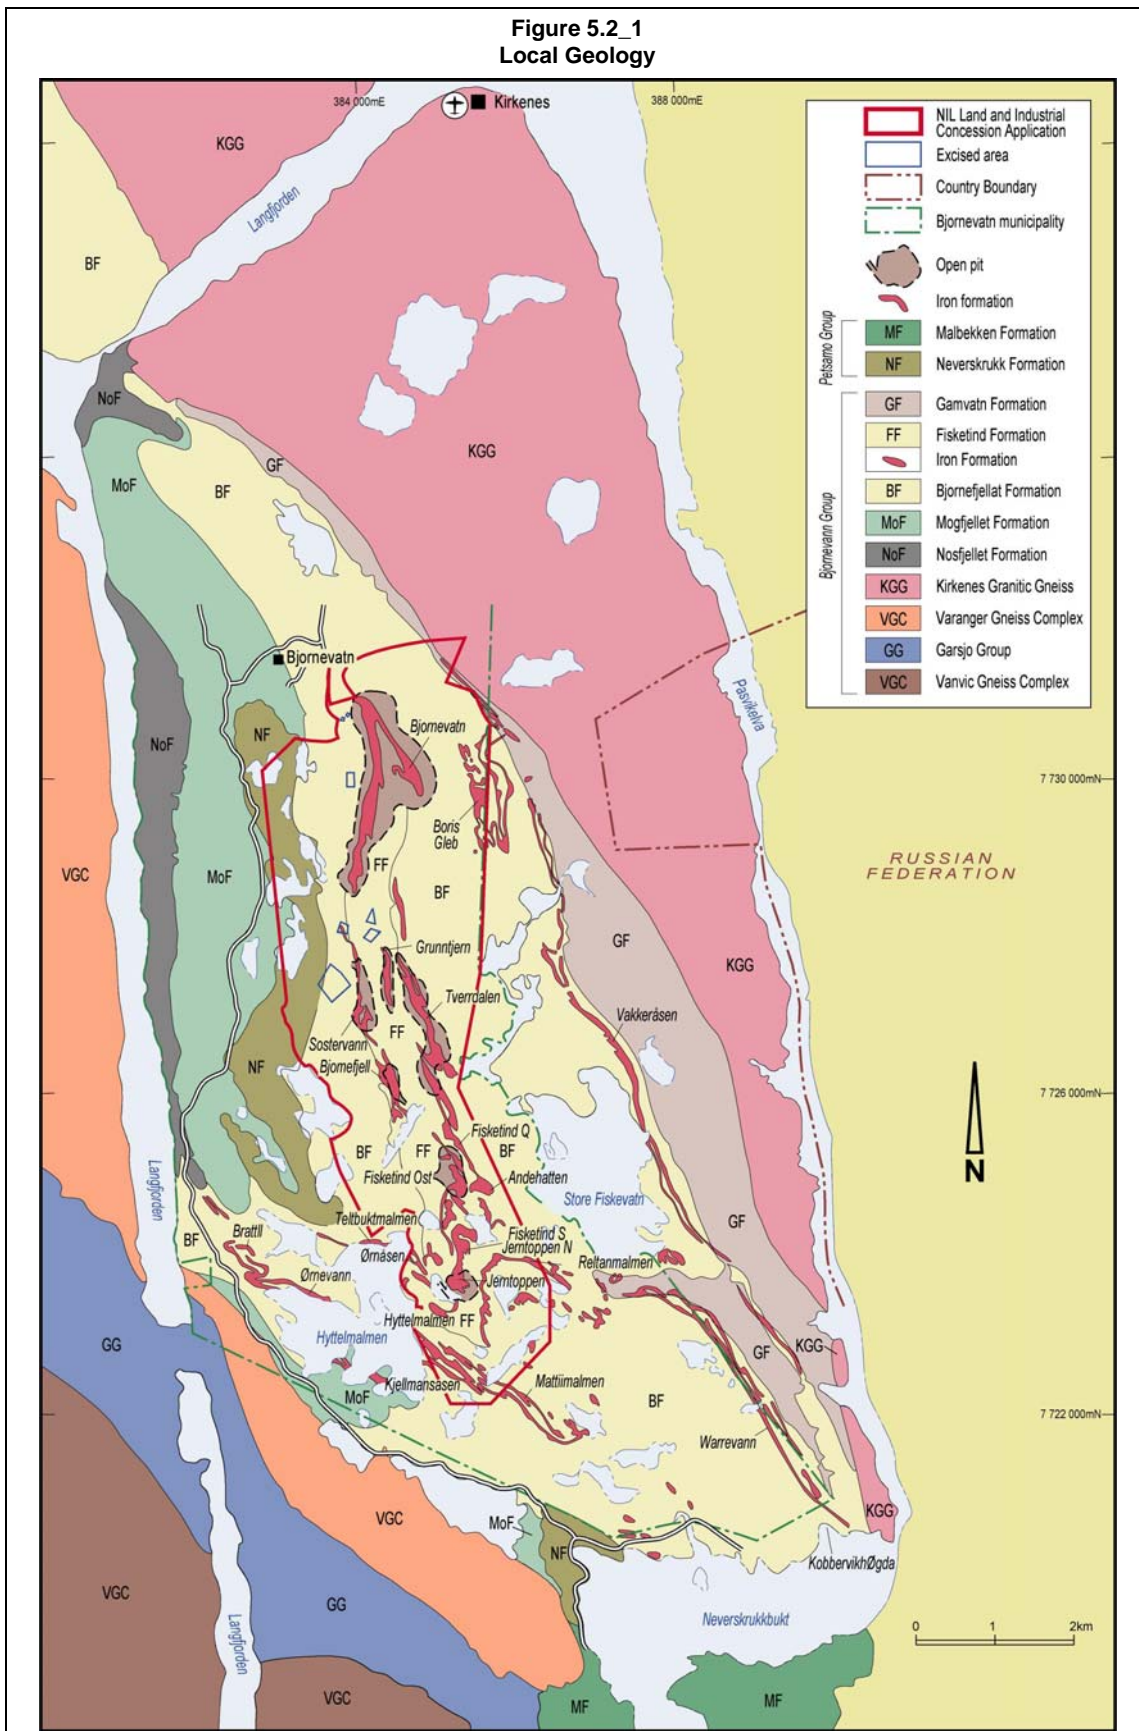 Figure 5.2_1
Local Geology
384 000mE
388 000mE
Kirkenes
NIL Land and Industrial
Concession Application
Excised area
Country Boundary
Bjornevatn municipality
Open pit
Iron formation
Petsamo Group
MF
Malbekken Formation
NF
Neverskrukk Formation
Bjornevann Group
GF
Gamvatn Formation
FF
Fisketind Formation
Iron Formation
BF
Bjornefjellat Formation
MoF
Mogfjellet Formation
NoF
Nosfjellet Formation
KGG
Kirkenes Granitic Gneiss
VGC
Varanger Gneiss Complex
GG
Garsjo Group
VGC
Vanvic Gneiss Complex
KGG
Langfjorden
BF
NoF
KGG
GF
MoF
BF
Bjornevatn
Pasvikelva
NoF
NF
Bjornevatn
7 730 000mN
Boris
Gleb
FF
RUSSIAN
FEDERATION
VGC
MoF
BF
GF
Grunntjern
KGG
Tverrdalen
Vakkeråsen
FF
Sostervann
Bjornefjell
NF
7 726 000mN
N
Fisketind Q
BF
FF
BF
Fisketind Ost
Andehatten
Langfjorden
Store Fiskevatn
Teltbuktmalmen
GF
Brattll
BF
Fisketind S
Jerntoppen N
Ørnåsen
Reltanmalmen
Ørnevann
Jerntoppen
Hyttelmalmen
FF
Hyttelmalmen
GG
KGG
GF
Kjellmansasen
Mattiimalmen
MoF
BF
7 722 000mN
Warrevann
KGG
VGC
MoF
NF
KobbervikhØgda
VGC
GG
Langfjorden
Neverskrukkbukt
0
1
2km
VGC
MF
MF